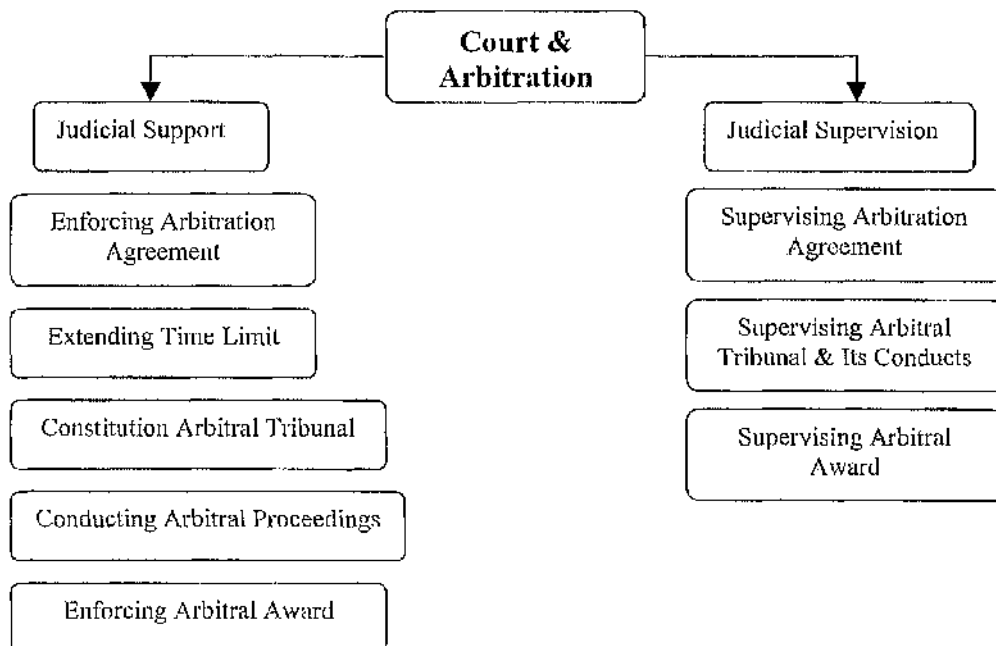 Court &
Arbitration
Judicial Support
Enforcing Arbitration
Agreement
Extending Time Limit
Constitution Arbitral Tribunal
Conducting Arbitral Proceedings
Enforcing Arbitral Award
Judicial Supervision
Supervising Arbitration
Agreement
Supervising Arbitral
Tribunal & Its Conducts
Supervising Arbitral
Award